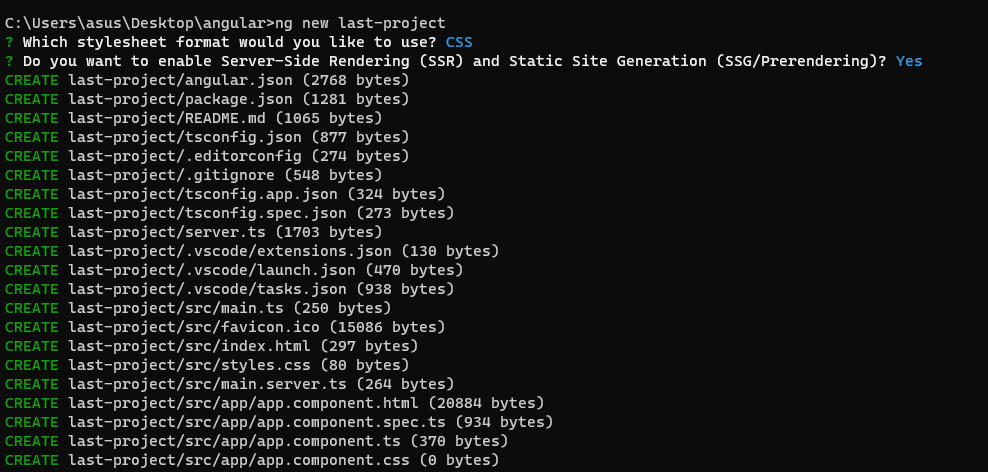 C:\Users\asus\Desktop\angular>ng new last-project
? Which stylesheet format would you like to use? CSS
? Do you want to enable Server-Side Rendering (SSR) and Static Site Generation (SSG/Prerendering)? Yes
CREATE last-project/angular.json (2768 bytes)
CREATE last-project/package.json (1281 bytes)
CREATE last-project/README.md (1065 bytes)
CREATE last-project/tsconfig.json (877 bytes)
CREATE last-project/.editorconfig (274 bytes)
CREATE last-project/.gitignore (548 bytes)
CREATE last-project/tsconfig.app.json (324 bytes)
CREATE last-project/tsconfig.spec.json (273 bytes)
CREATE last-project/server.ts (1703 bytes)
CREATE last-project/.vscode/extensions.json (130 bytes)
CREATE last-project/.vscode/launch.json (470 bytes)
CREATE last-project/.vscode/tasks.json (938 bytes)
CREATE last-project/src/main.ts (250 bytes)
CREATE last-project/src/favicon.ico (15086 bytes)
CREATE last-project/src/index.html (297 bytes)
CREATE last-project/src/styles.css (80 bytes)
CREATE last-project/src/main.server.ts (264 bytes)
CREATE last-project/src/app/app.component.html (20884 bytes)
CREATE last-project/src/app/app.component.spec.ts (934 bytes)
CREATE last-project/src/app/app.component.ts (370 bytes)
CREATE last-project/src/app/app.component.css (0 bytes)